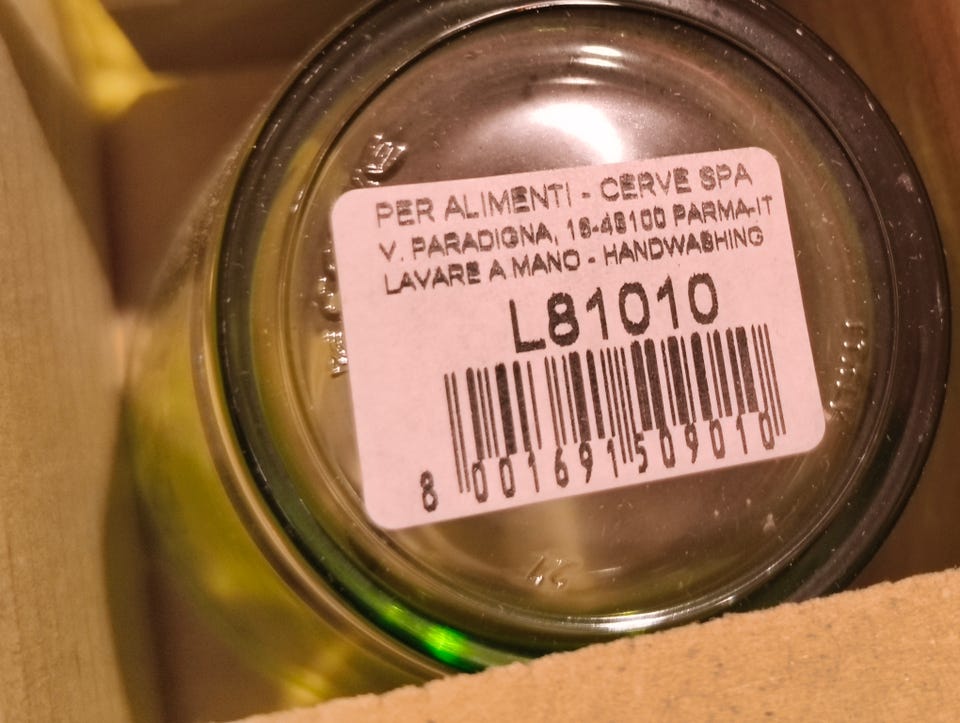 PER ALIMENTI - CERVE SPA
V. PARADIGNA, 16-43100 PARMA-IT
LAVARE A MANO - HANDWASHING
L81010
8 001691 509010